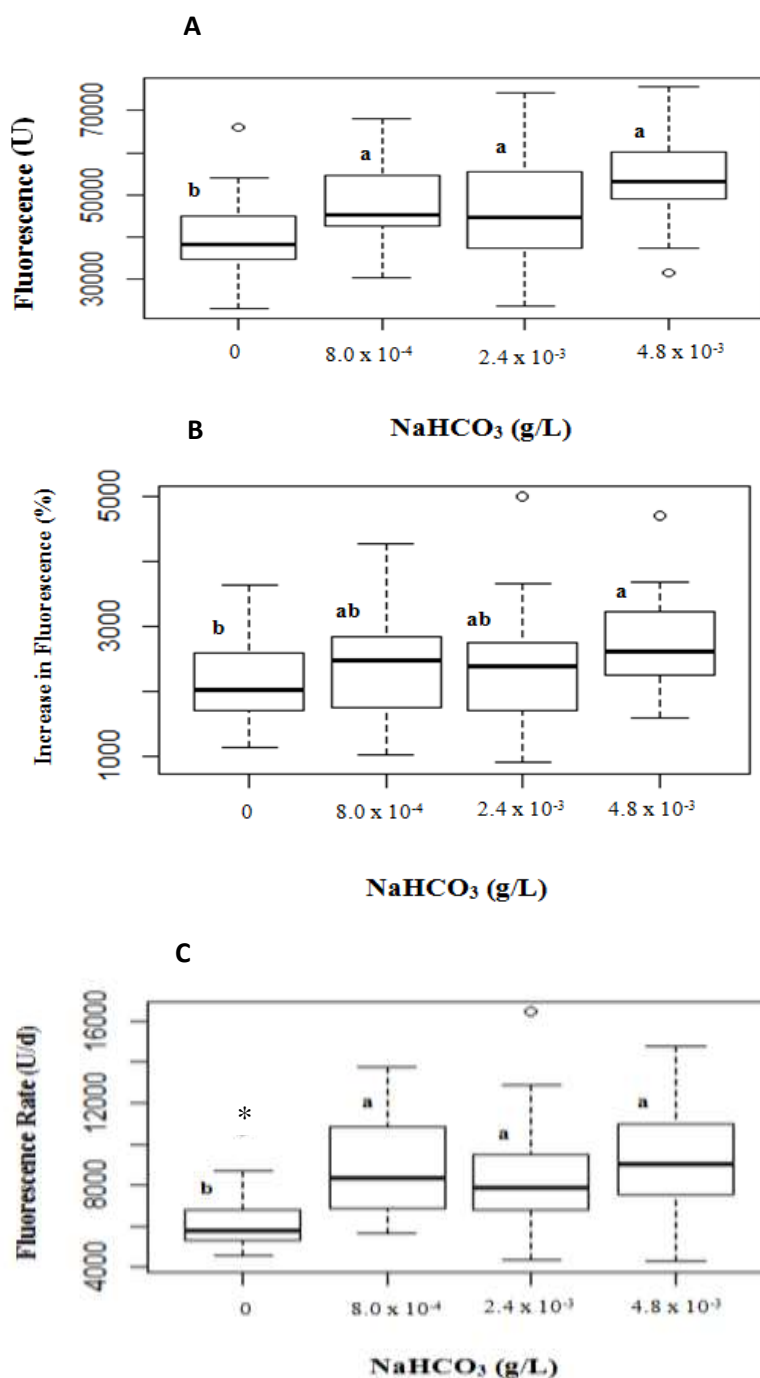 A
Fluorescence (U)
70000
50000
30000
b
a
a
a
0
8.0 x 10⁻⁴
2.4 x 10⁻³
4.8 x 10⁻³
NaHCO₃ (g/L)
B
Increase in Fluorescence (%)
5000
3000
1000
b
ab
ab
a
0
8.0 x 10⁻⁴
2.4 x 10⁻³
4.8 x 10⁻³
NaHCO₃ (g/L)
C
Fluorescence Rate (U/d)
16000
12000
8000
4000
*
b
a
a
a
0
8.0 x 10⁻⁴
2.4 x 10⁻³
4.8 x 10⁻³
NaHCO₃ (g/L)